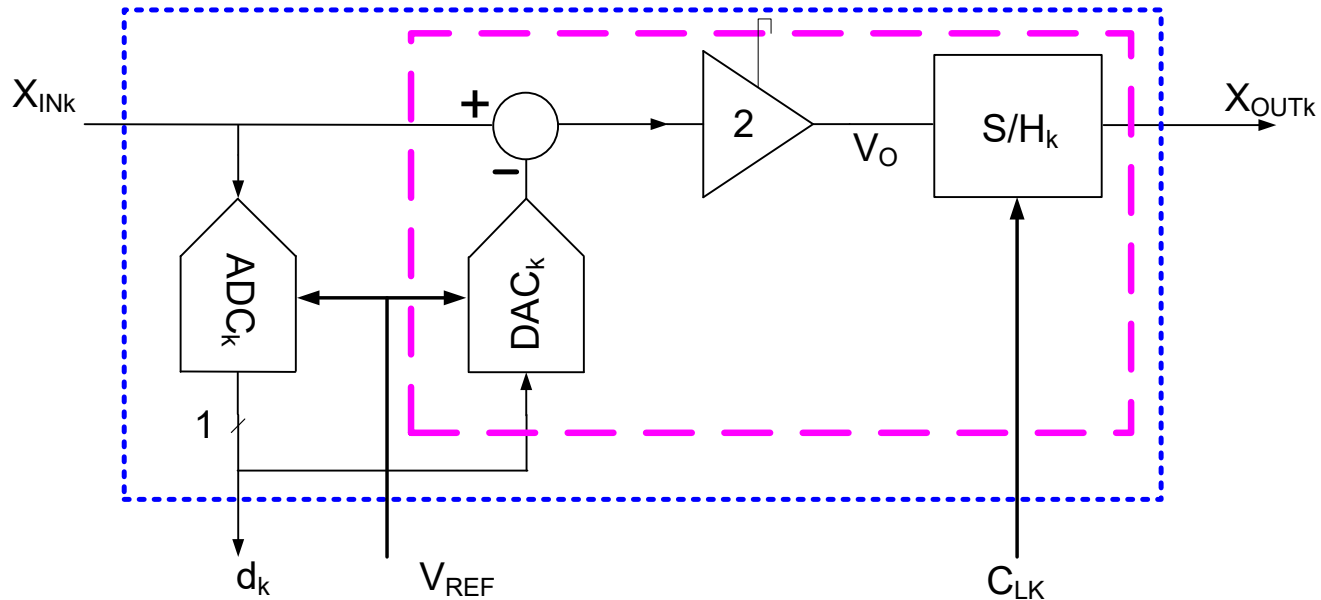 X_INk
+
-
2
V_O
S/H_k
X_OUTk
ADC_k
DAC_k
1
d_k
V_REF
C_LK